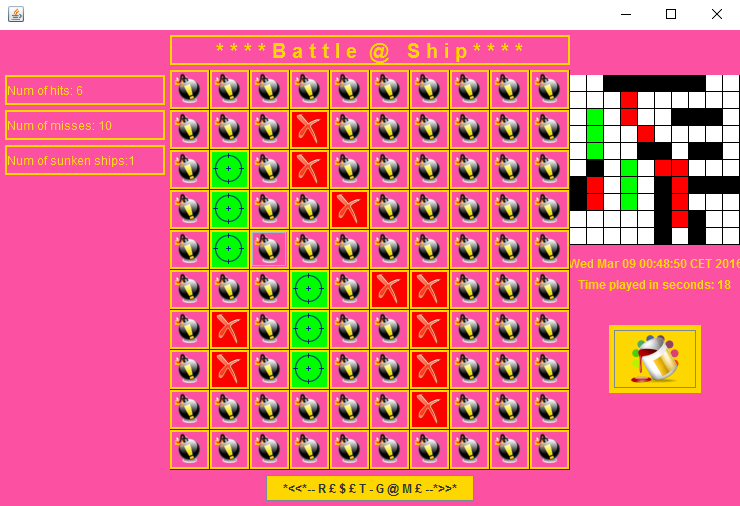 ****Battle @ Ship****
Num of hits: 6
Num of misses: 10
Num of sunken ships:1
Wed Mar 09 00:48:50 CET 2016
Time played in seconds: 18
*<<*-- R £ $ £ T - G @ M £ --*>>*